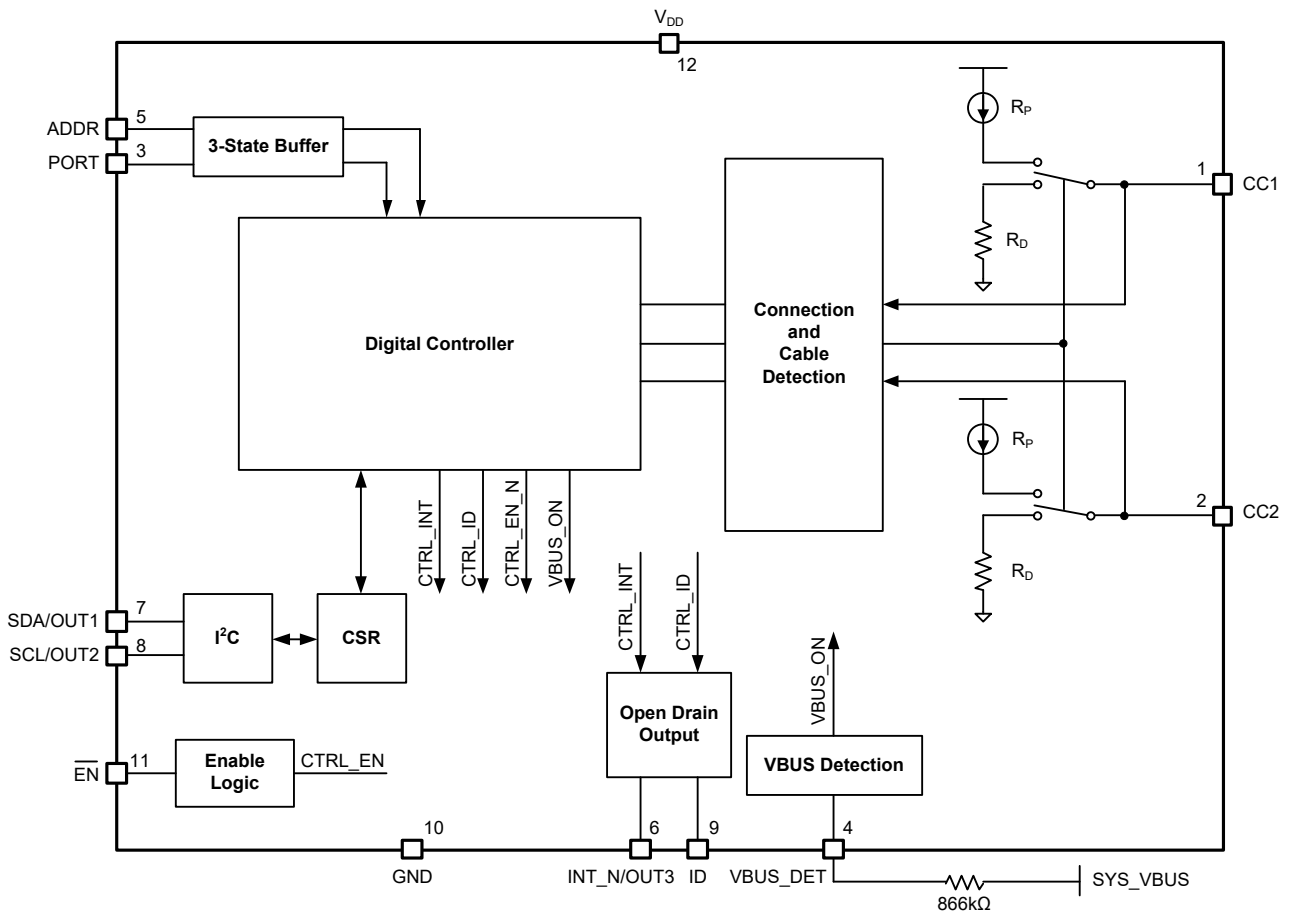 V_DD
12
ADDR
5
PORT
3
3-State Buffer
Digital Controller
Connection
and
Cable
Detection
R_P
R_D
1
CC1
R_P
R_D
2
CC2
CTRL_INT
CTRL_ID
CTRL_EN_N
VBUS_ON
SDA/OUT1
7
SCL/OUT2
8
I²C
CSR
CTRL_INT
CTRL_ID
Open Drain
Output
VBUS_ON
VBUS Detection
EN
11
Enable
Logic
CTRL_EN
10
GND
6
INT_N/OUT3
9
ID
4
VBUS_DET
866kΩ
SYS_VBUS